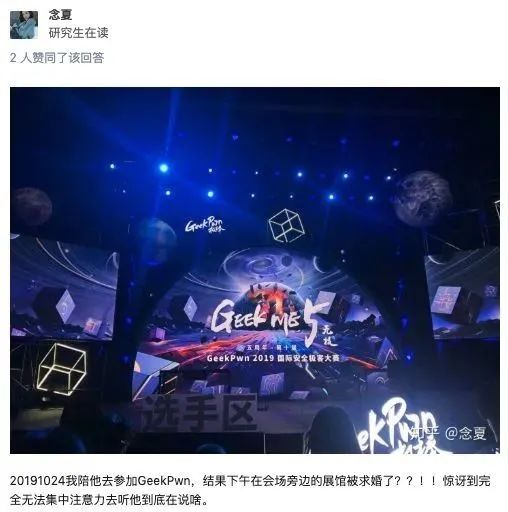 念夏
研究生在读
2 人赞同了该回答
GeekPwn
极棒
GEEK ME 5
无极
五周年·第十届
GeekPwn 2019 国际安全极客大赛
选手区
eekPwn
知乎 @念夏
20191024我陪他去参加GeekPwn，结果下午在会场旁边的展馆被求婚了？？！！惊讶到完
全无法集中注意力去听他到底在说啥。